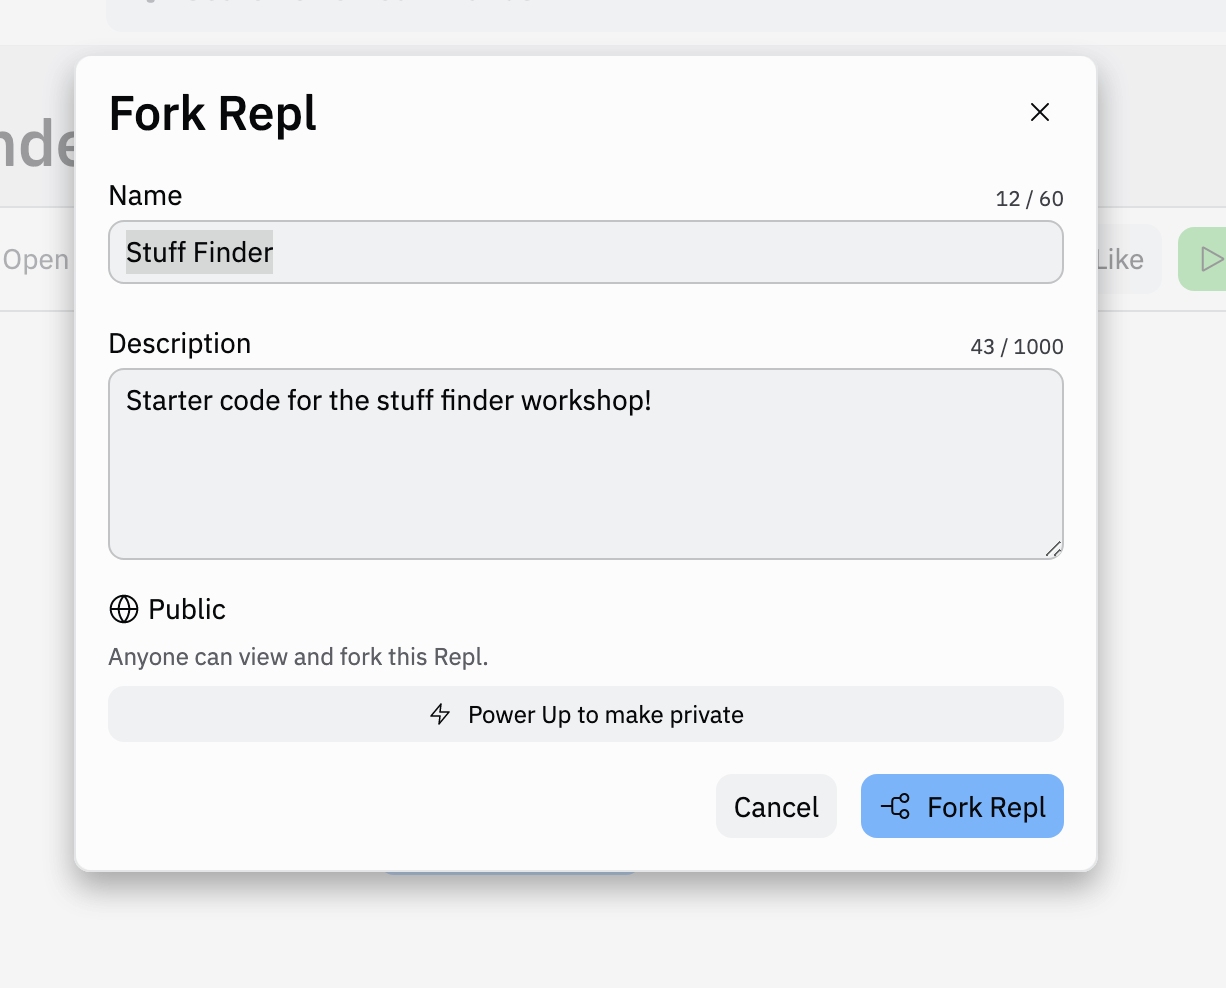 Fork Repl
Name
12 / 60
Stuff Finder
Description
43 / 1000
Starter code for the stuff finder workshop!
Public
Anyone can view and fork this Repl.
Power Up to make private
Cancel
Fork Repl
Open
Like